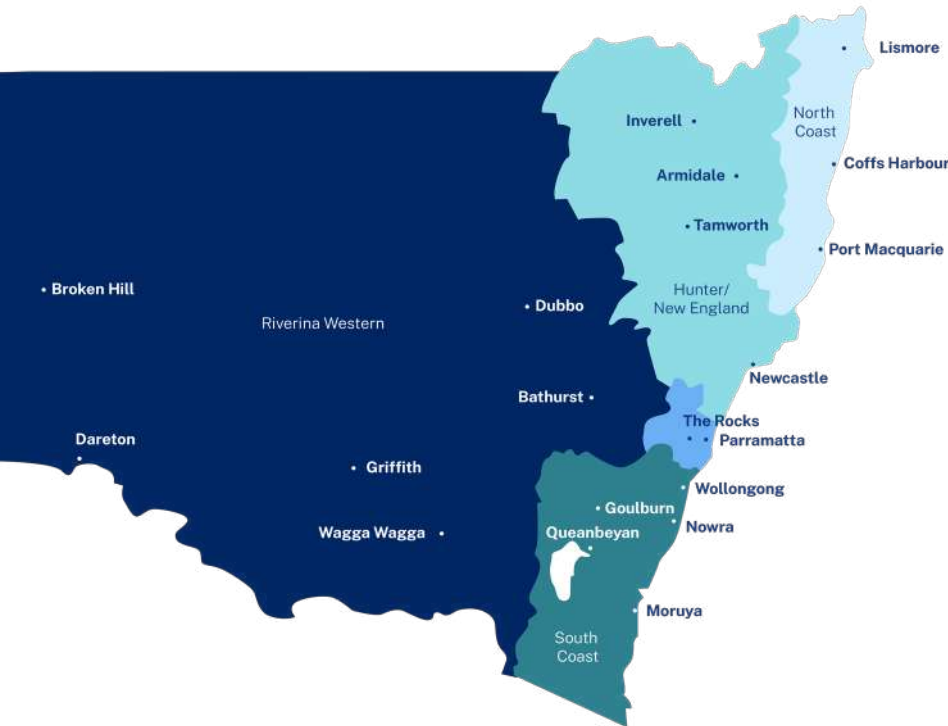 Lismore
North
Coast
Inverell
Coffs Harbour
Armidale
Tamworth
Port Macquarie
Broken Hill
Hunter/
New England
Dubbo
Riverina Western
Newcastle
Bathurst
The Rocks
Parramatta
Dareton
Griffith
Wollongong
Goulburn
Nowra
Queanbeyan
Wagga Wagga
Moruya
South
Coast